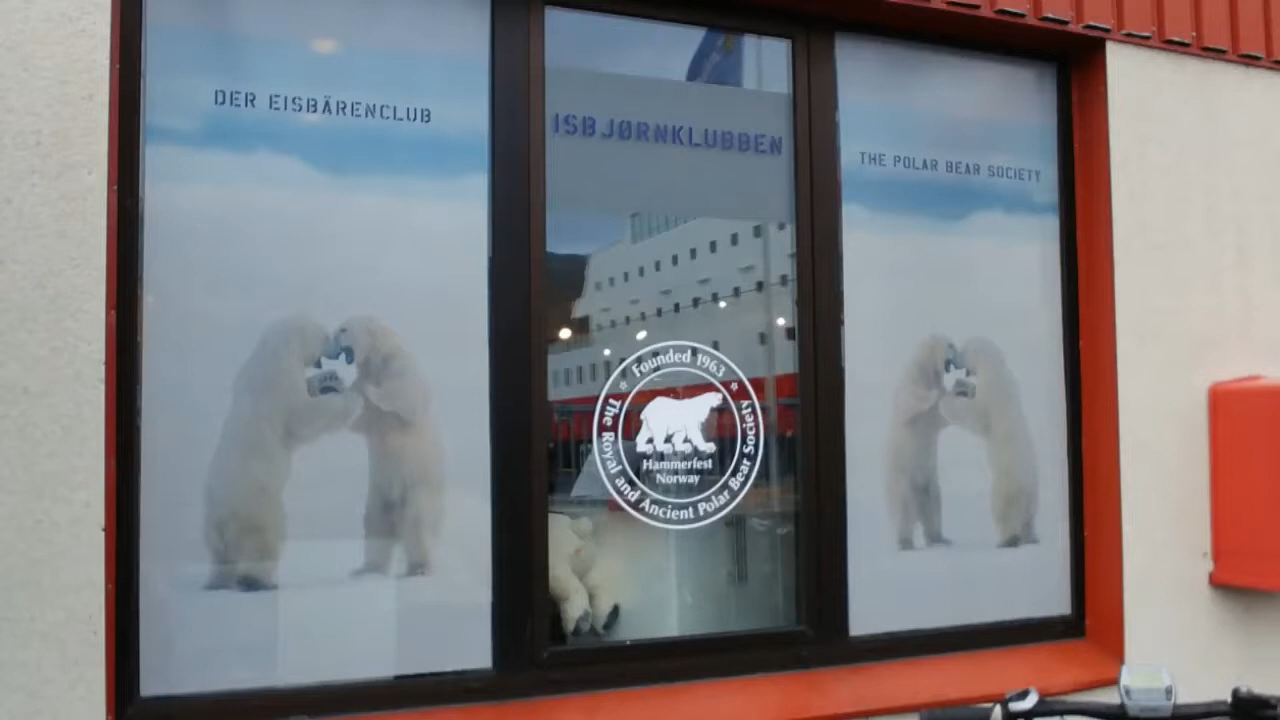 DER EISBÄRENCLUB
ISBJØRNKLUBBEN
THE POLAR BEAR SOCIETY
Founded 1963
The Royal and Ancient Polar Bear Society
Hammerfest
Norway